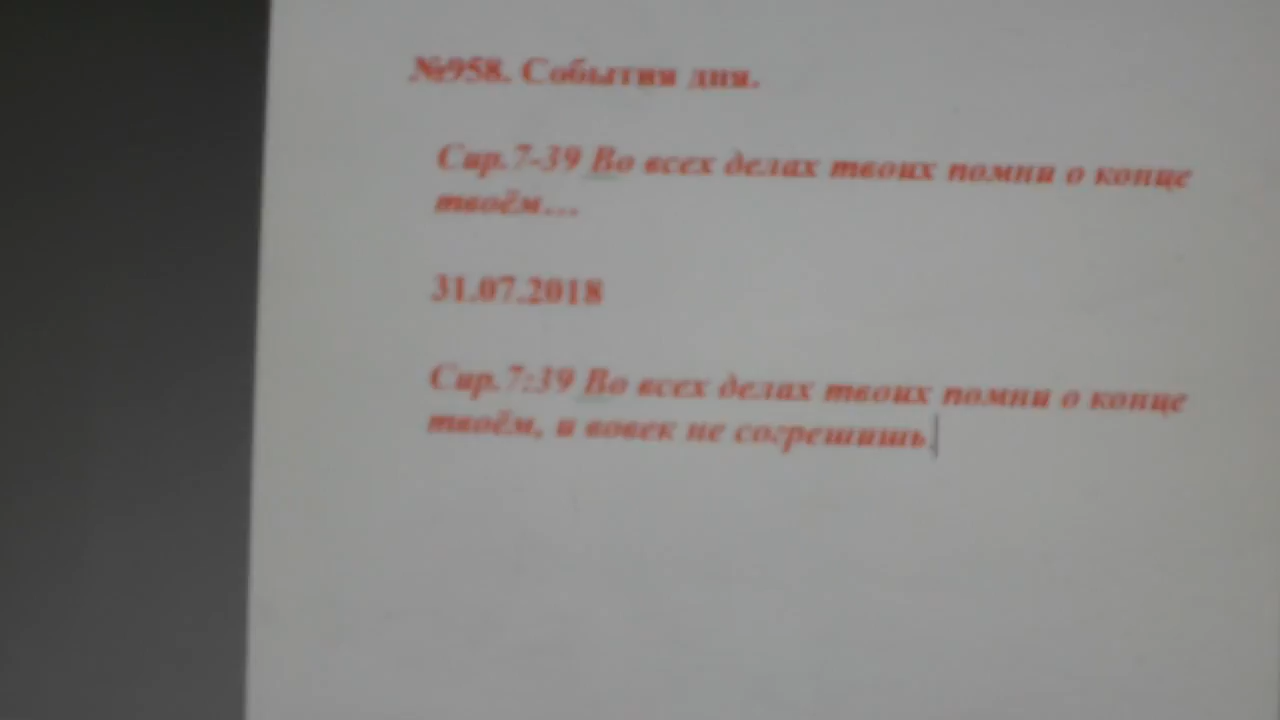 №958. События дня.
Сир.7-39 Во всех делах твоих помни о конце
твоём...
31.07.2018
Сир.7:39 Во всех делах твоих помни о конце
твоём, и вовек не согрешишь.